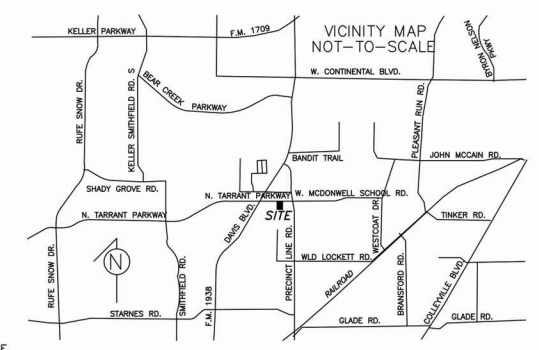 VICINITY MAP
NOT-TO-SCALE
KELLER PARKWAY
F.M. 1709
BYRON NELSON
PKWY
W. CONTINENTAL BLVD.
BEAR CREEK PARKWAY
RUFE SNOW DR.
KELLER SMITHFIELD RD. S
PLEASANT RUN RD.
BANDIT TRAIL
JOHN MCCAIN RD.
SHADY GROVE RD.
N. TARRANT PARKWAY
W. MCDONWELL SCHOOL RD.
N. TARRANT PARKWAY
SITE
TINKER RD.
DAVIS BLVD.
WESTCOAT DR.
N
PRECINCT LINE RD.
WLD LOCKETT RD.
RUFE SNOW DR.
SMITHFIELD RD.
F.M. 1938
RAILROAD
BRANSFORD RD.
COLLEYVILLE BLVD.
STARNES RD.
GLADE RD.
GLADE RD.
F